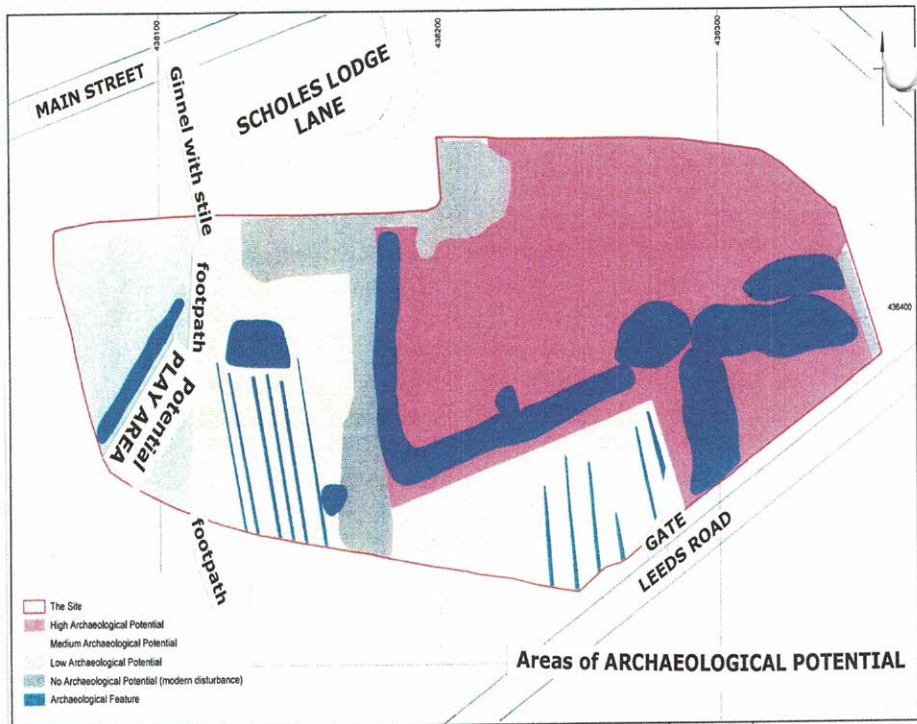 438100
438200
438300
MAIN STREET
SCHOLES LODGE
LANE
Ginnel with stile
footpath
436400
Potential
PLAY AREA
footpath
GATE
LEEDS ROAD
The Site
High Archaeological Potential
Medium Archaeological Potential
Low Archaeological Potential
No Archaeological Potential (modern disturbance)
Archaeological Feature
Areas of ARCHAEOLOGICAL POTENTIAL